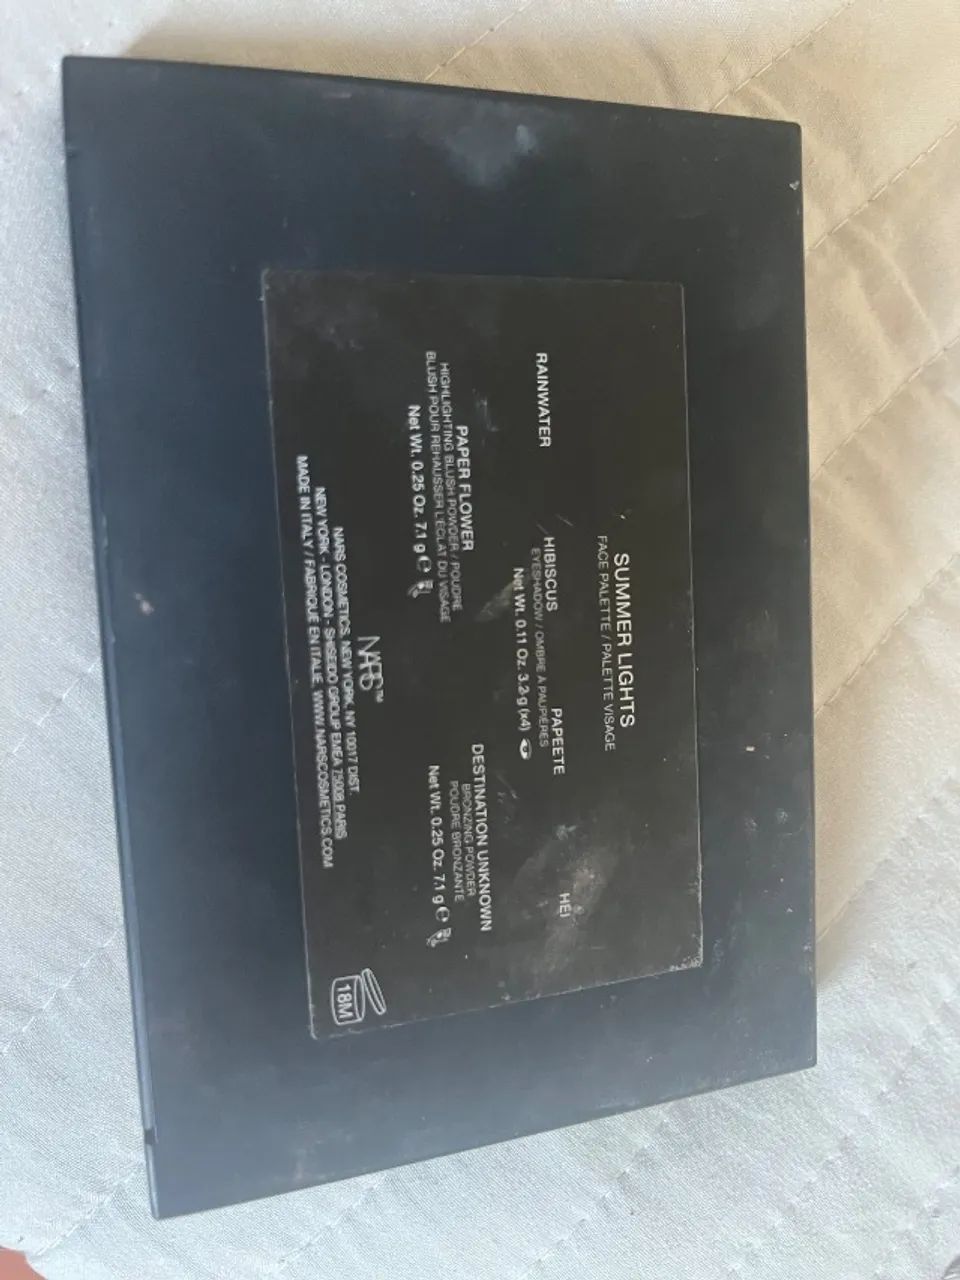 SUMMER LIGHTS
FACE PALETTE / PALETTE VISAGE
RAINWATER
HIBISCUS
PAPEETE
HEI
EYESHADOW / OMBRE À PAUPIÈRES
Net Wt. 0.11 Oz. 3.2 g (x4)
PAPER FLOWER
HIGHLIGHTING BLUSH POWDER / POUDRE
BLUSH POUR REHAUSSER L'ÉCLAT DU VISAGE
Net Wt. 0.25 Oz. 7.1 g ℮
DESTINATION UNKNOWN
BRONZING POWDER
POUDRE BRONZANTE
Net Wt. 0.25 Oz. 7.1 g ℮
NARS™
NARS COSMETICS, NEW YORK, NY 10017 DIST.
NEW YORK - LONDON - SHISEIDO GROUP EMEA 75008 PARIS
MADE IN ITALY / FABRIQUÉ EN ITALIE. WWW.NARSCOSMETICS.COM
18M